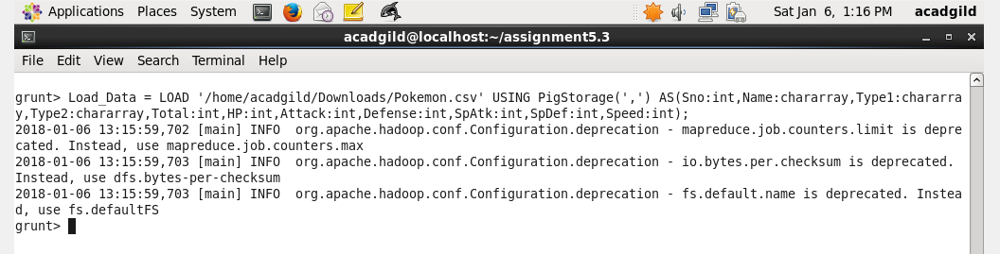 Applications Places System Sat Jan 6, 1:16 PM acadgild
acadgild@localhost:~/assignment5.3
File Edit View Search Terminal Help
grunt> Load_Data = LOAD '/home/acadgild/Downloads/Pokemon.csv' USING PigStorage(',') AS(Sno:int,Name:chararray,Type1:chararra
y,Type2:chararray,Total:int,HP:int,Attack:int,Defense:int,SpAtk:int,SpDef:int,Speed:int);
2018-01-06 13:15:59,702 [main] INFO  org.apache.hadoop.conf.Configuration.deprecation - mapreduce.job.counters.limit is depre
cated. Instead, use mapreduce.job.counters.max
2018-01-06 13:15:59,703 [main] INFO  org.apache.hadoop.conf.Configuration.deprecation - io.bytes.per.checksum is deprecated.
Instead, use dfs.bytes-per-checksum
2018-01-06 13:15:59,703 [main] INFO  org.apache.hadoop.conf.Configuration.deprecation - fs.default.name is deprecated. Instea
d, use fs.defaultFS
grunt>